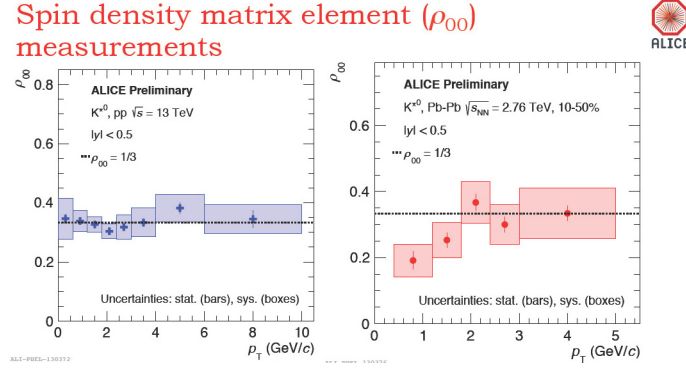 Spin density matrix element (ρ00)
measurements
ALICE
ρ00
0.8
0.6
0.4
0.2
0
0 2 4 6 8 10
pT (GeV/c)
ALICE Preliminary
K*0, pp √s = 13 TeV
|y| < 0.5
ρ00 = 1/3
Uncertainties: stat. (bars), sys. (boxes)
ALI-PREL-130372
ρ00
0.6
0.4
0.2
0
0 1 2 3 4 5
pT (GeV/c)
ALICE Preliminary
K*0, Pb-Pb √sNN = 2.76 TeV, 10-50%
|y| < 0.5
ρ00 = 1/3
Uncertainties: stat. (bars), sys. (boxes)